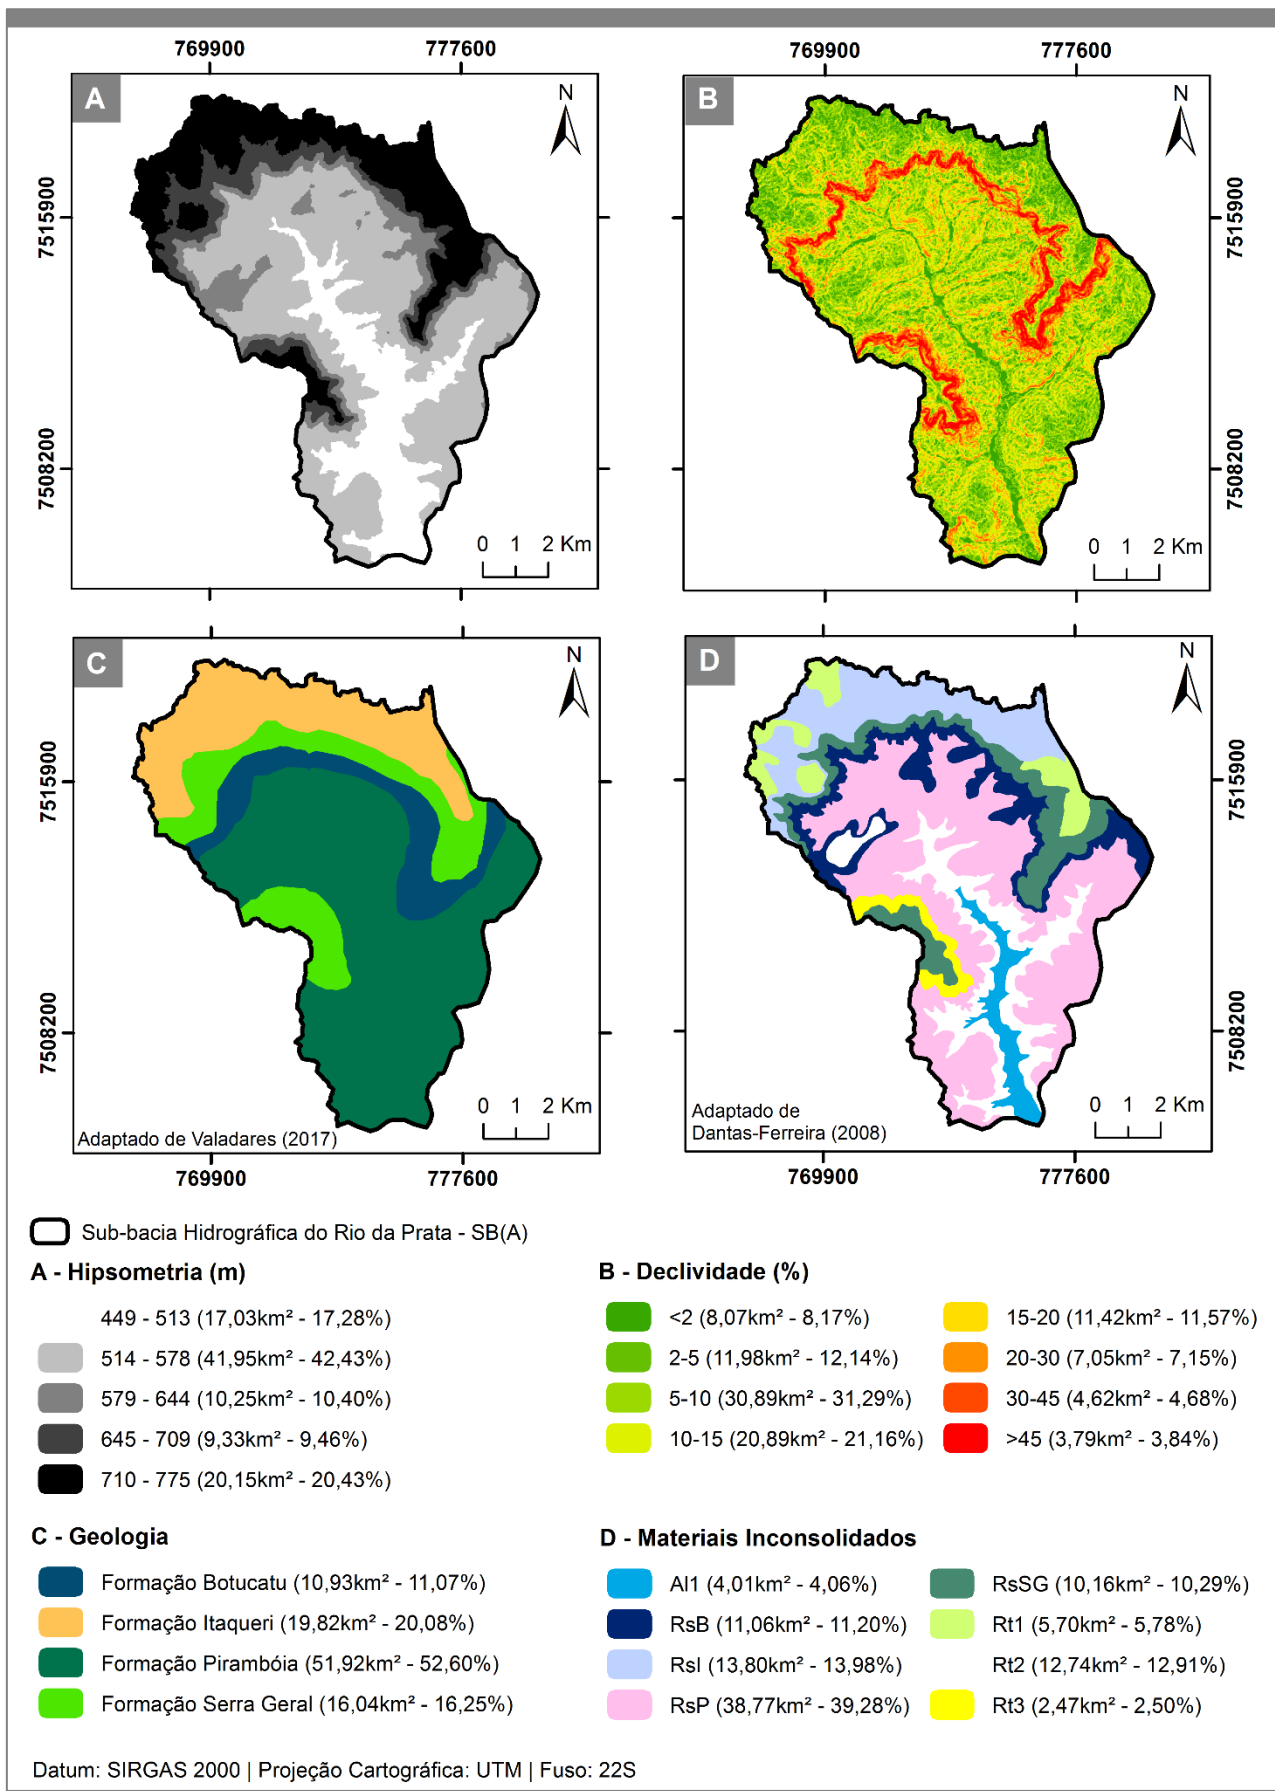 769900 777600
769900 777600
A
N
B
N
7515900
7515900
7508200
7508200
0 1 2 Km
0 1 2 Km
C
N
D
N
7515900
7515900
7508200
7508200
0 1 2 Km
0 1 2 Km
Adaptado de Valadares (2017)
Adaptado de
Dantas-Ferreira (2008)
769900 777600
769900 777600
Sub-bacia Hidrográfica do Rio da Prata - SB(A)
A - Hipsometria (m)
449 - 513 (17,03km² - 17,28%)
514 - 578 (41,95km² - 42,43%)
579 - 644 (10,25km² - 10,40%)
645 - 709 (9,33km² - 9,46%)
710 - 775 (20,15km² - 20,43%)
B - Declividade (%)
<2 (8,07km² - 8,17%)
2-5 (11,98km² - 12,14%)
5-10 (30,89km² - 31,29%)
10-15 (20,89km² - 21,16%)
15-20 (11,42km² - 11,57%)
20-30 (7,05km² - 7,15%)
30-45 (4,62km² - 4,68%)
>45 (3,79km² - 3,84%)
C - Geologia
Formação Botucatu (10,93km² - 11,07%)
Formação Itaqueri (19,82km² - 20,08%)
Formação Pirambóia (51,92km² - 52,60%)
Formação Serra Geral (16,04km² - 16,25%)
D - Materiais Inconsolidados
Al1 (4,01km² - 4,06%)
RsB (11,06km² - 11,20%)
RsI (13,80km² - 13,98%)
RsP (38,77km² - 39,28%)
RsSG (10,16km² - 10,29%)
Rt1 (5,70km² - 5,78%)
Rt2 (12,74km² - 12,91%)
Rt3 (2,47km² - 2,50%)
Datum: SIRGAS 2000 | Projeção Cartográfica: UTM | Fuso: 22S